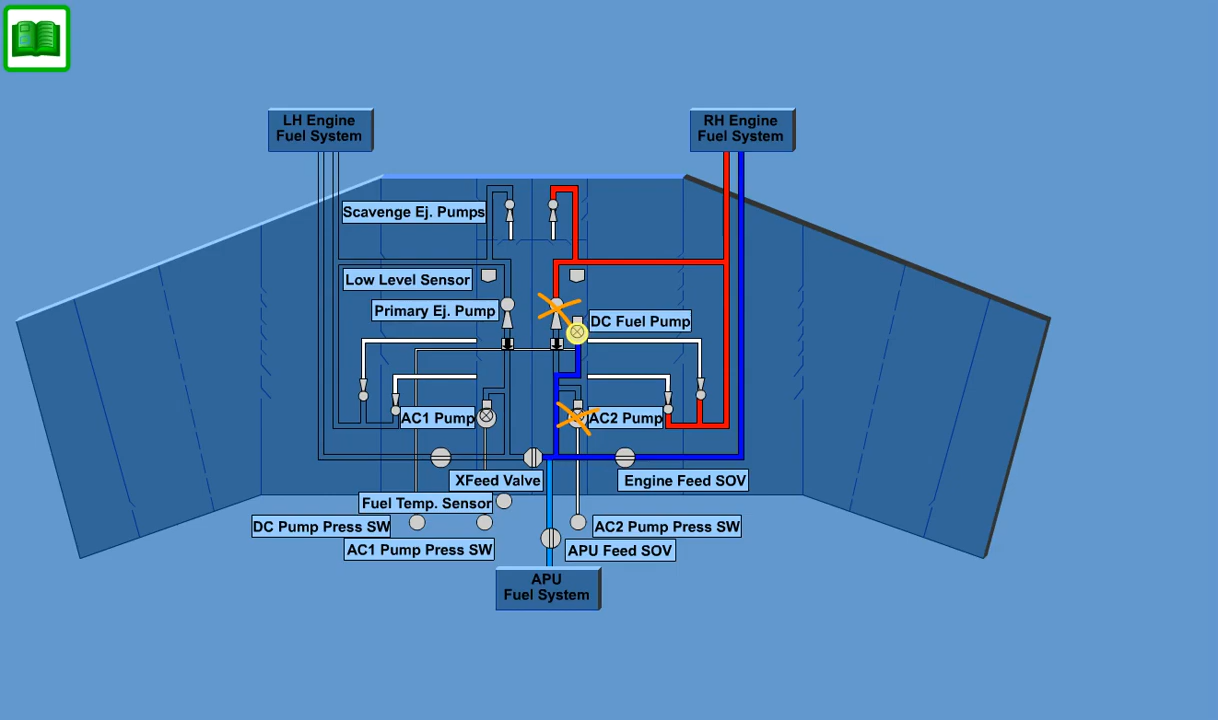 LH Engine
Fuel System
RH Engine
Fuel System
Scavenge Ej. Pumps
Low Level Sensor
Primary Ej. Pump
DC Fuel Pump
AC1 Pump
AC2 Pump
XFeed Valve
Engine Feed SOV
Fuel Temp. Sensor
DC Pump Press SW
AC2 Pump Press SW
AC1 Pump Press SW
APU Feed SOV
APU
Fuel System